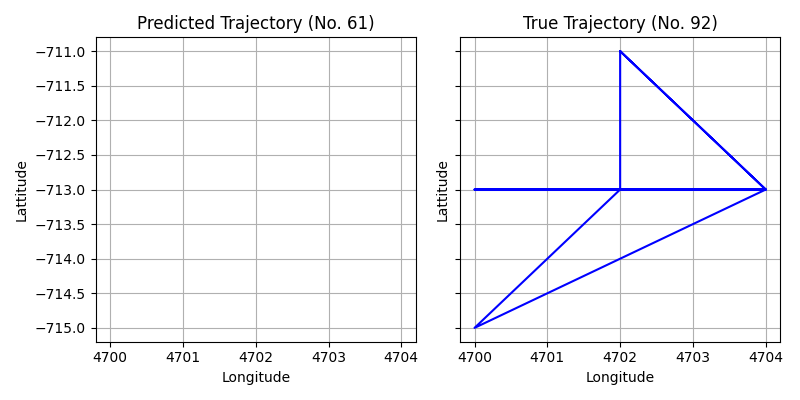 Predicted Trajectory (No. 61)
True Trajectory (No. 92)
−711.0
−711.5
−712.0
−712.5
−713.0
−713.5
−714.0
−714.5
−715.0
Lattitude
Lattitude
4700 4701 4702 4703 4704
4700 4701 4702 4703 4704
Longitude
Longitude